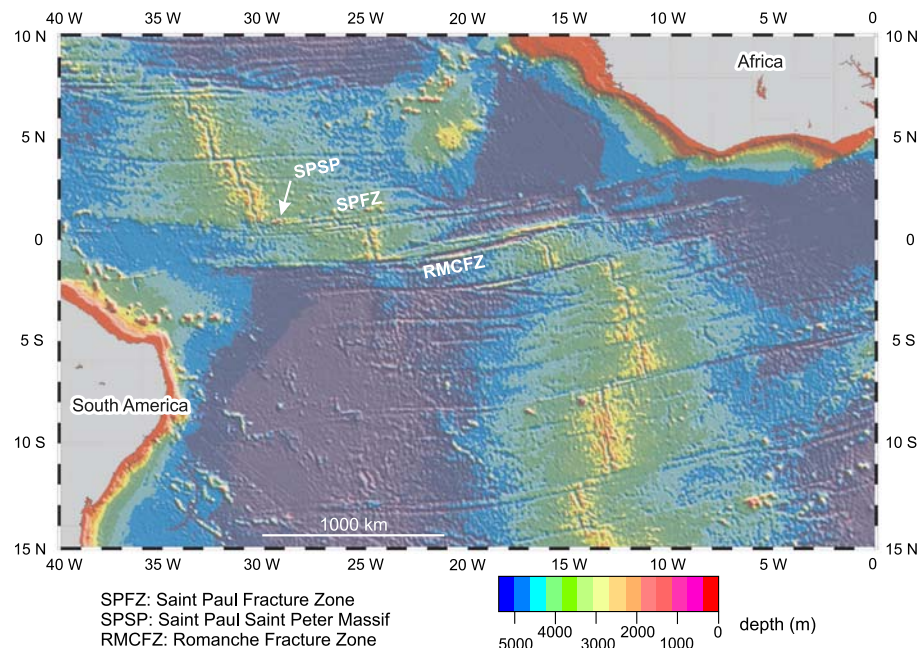 40 W 35 W 30 W 25 W 20 W 15 W 10 W 5 W 0
10 N 10 N
Africa
5 N 5 N
SPSP
SPFZ
0 0
RMCFZ
5 S 5 S
South America
10 S 10 S
1000 km
15 N 15 N
40 W 35 W 30 W 25 W 20 W 15 W 10 W 5 W 0
SPFZ: Saint Paul Fracture Zone
SPSP: Saint Paul Saint Peter Massif
RMCFZ: Romanche Fracture Zone
5000 4000 3000 2000 1000 0
depth (m)